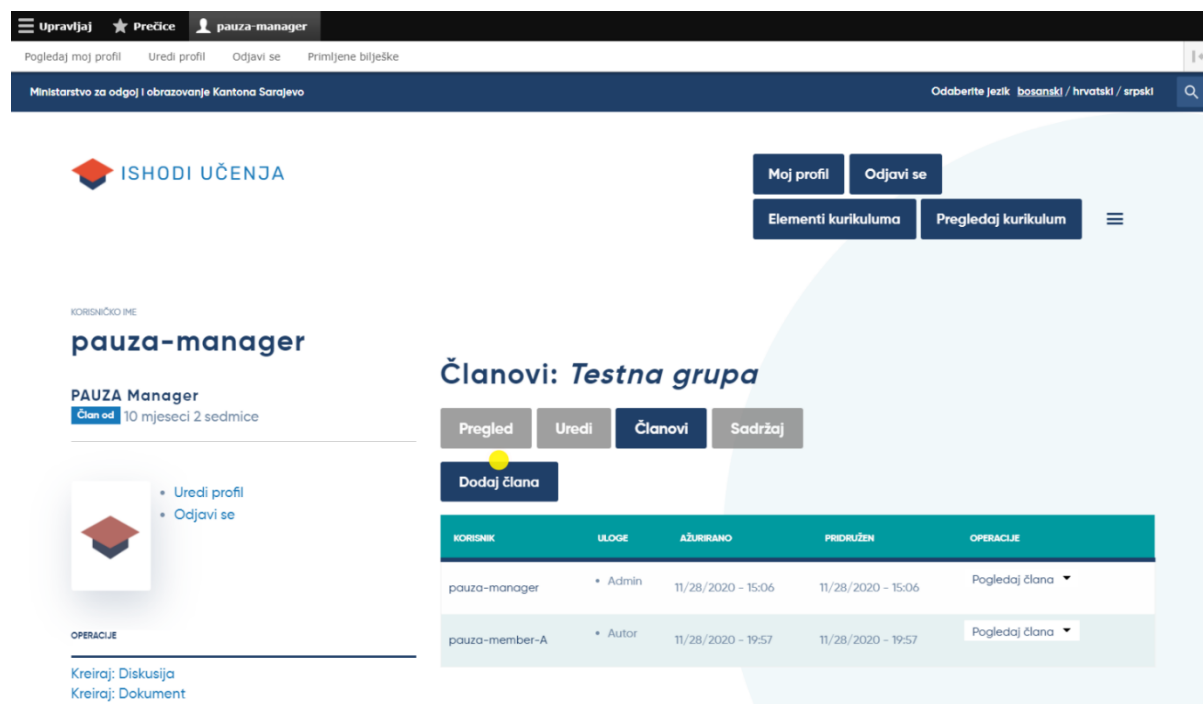 Upravljaj Prečice pauza-manager
Pogledaj moj profil Uredi profil Odjavi se Primljene bilješke
Ministarstvo za odgoj i obrazovanje Kantona Sarajevo Odaberite jezik bosanski / hrvatski / srpski
ISHODI UČENJA
Moj profil Odjavi se
Elementi kurikuluma Pregledaj kurikulum
KORISNIČKO IME
pauza-manager
PAUZA Manager
Član od 10 mjeseci 2 sedmice
• Uredi profil
• Odjavi se
OPERACIJE
Kreiraj: Diskusija
Kreiraj: Dokument
Članovi: Testna grupa
Pregled Uredi Članovi Sadržaj
Dodaj člana
KORISNIK ULOGE AŽURIRANO PRIDRUŽEN OPERACIJE
pauza-manager • Admin 11/28/2020 - 15:06 11/28/2020 - 15:06 Pogledaj člana
pauza-member-A • Autor 11/28/2020 - 19:57 11/28/2020 - 19:57 Pogledaj člana